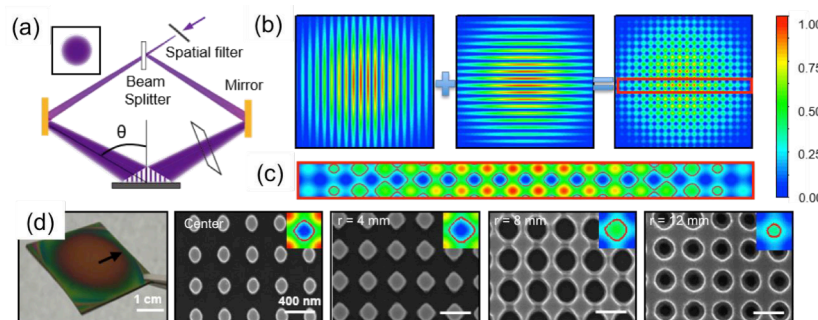 (a)
Spatial filter
Beam
Splitter
Mirror
θ
(b)
1.00
0.75
0.50
0.25
0.00
(c)
(d)
1 cm
Center
400 nm
r = 4 mm
r = 8 mm
r = 12 mm